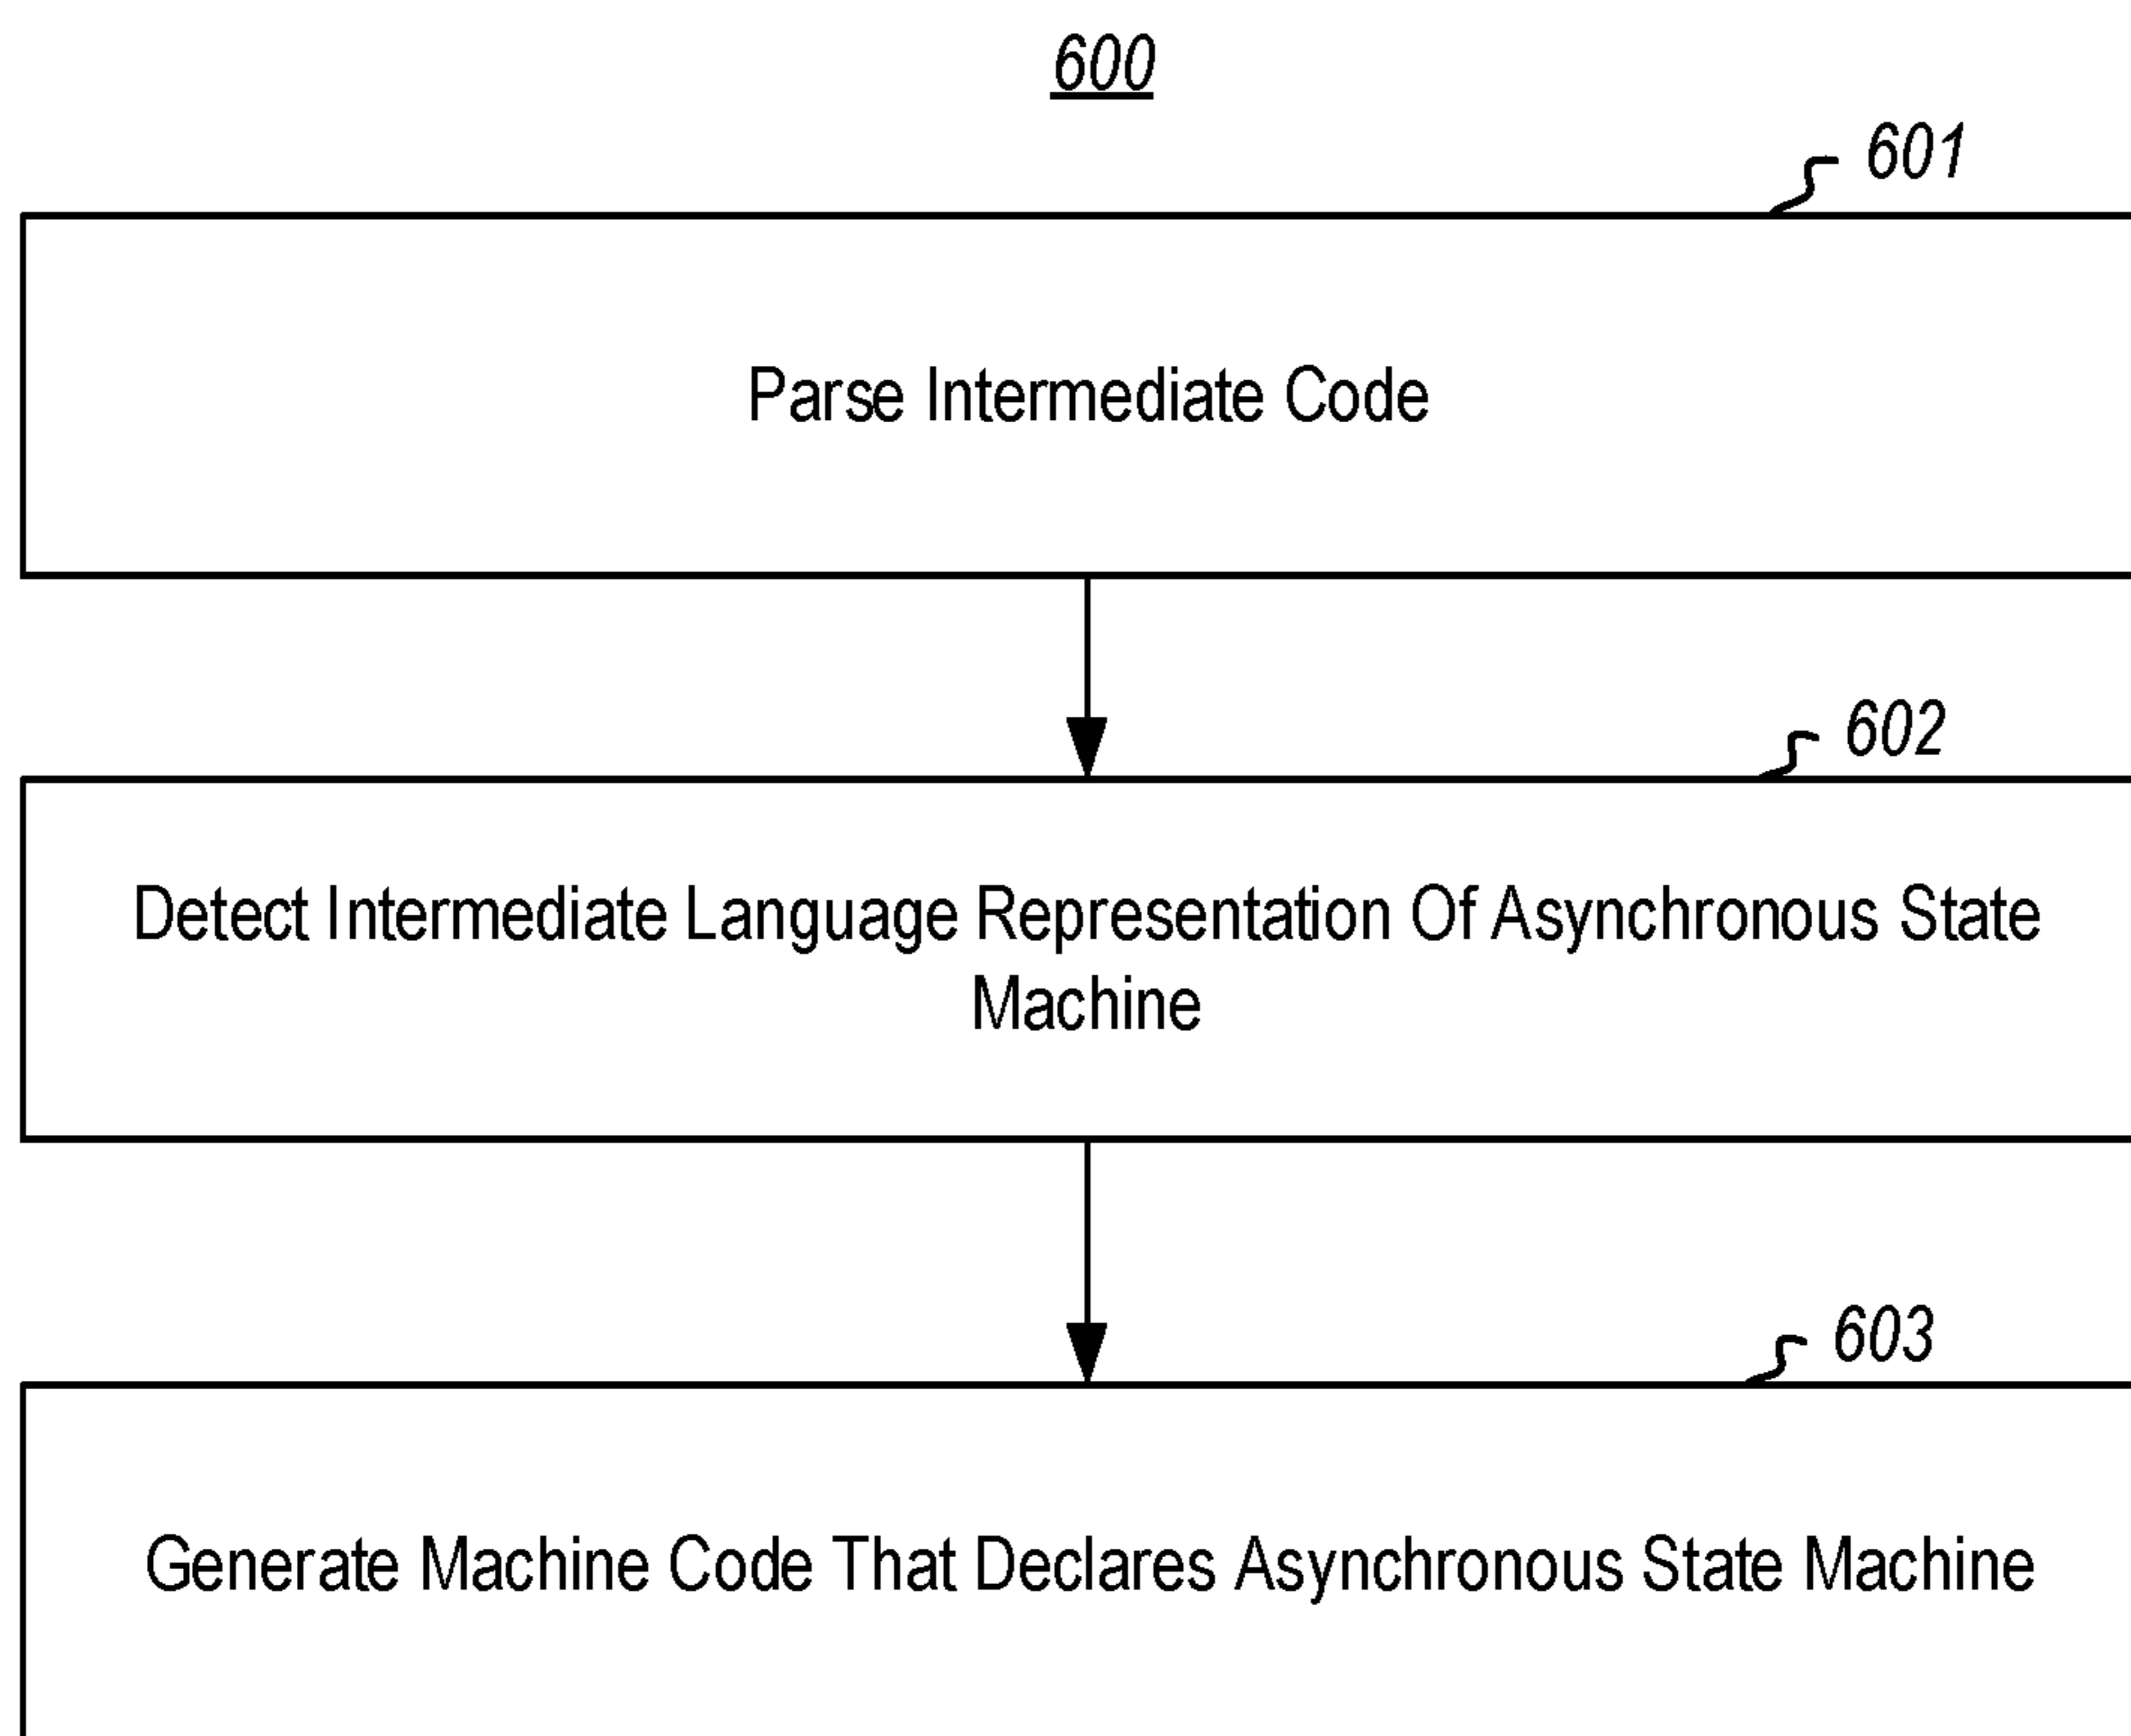 600
601
Parse Intermediate Code
602
Detect Intermediate Language Representation Of Asynchronous State
Machine
603
Generate Machine Code That Declares Asynchronous State Machine